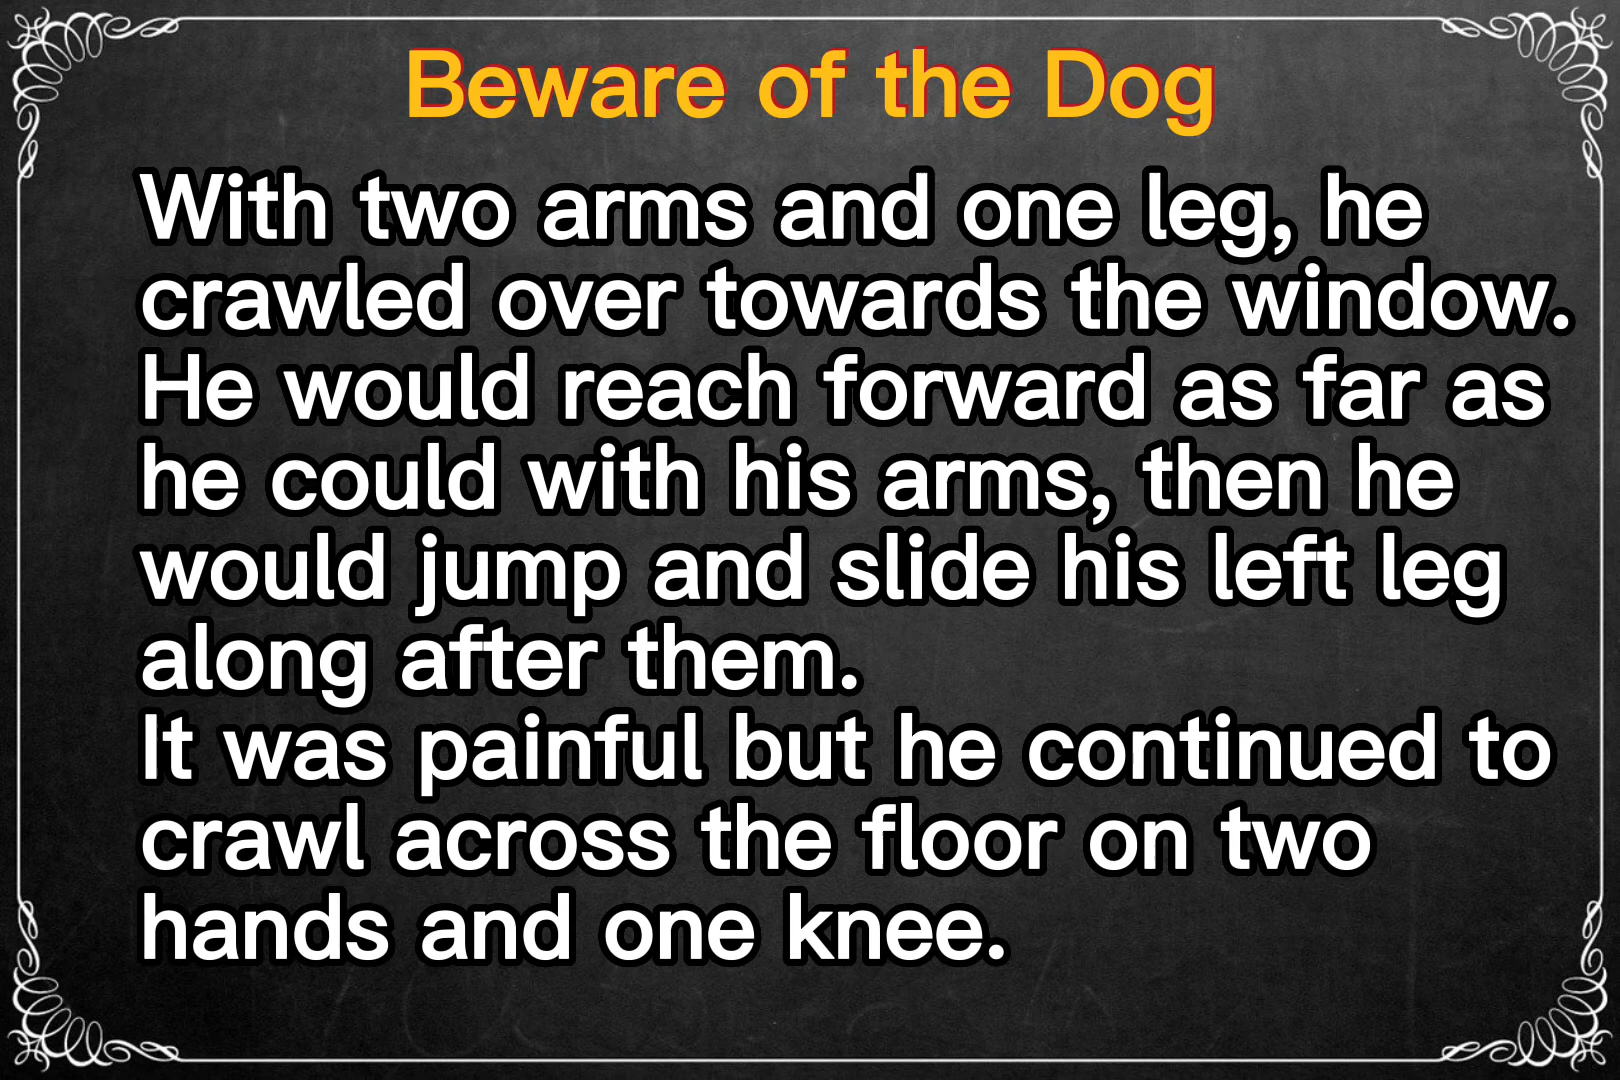 Beware of the Dog
With two arms and one leg, he
crawled over towards the window.
He would reach forward as far as
he could with his arms, then he
would jump and slide his left leg
along after them.
It was painful but he continued to
crawl across the floor on two
hands and one knee.